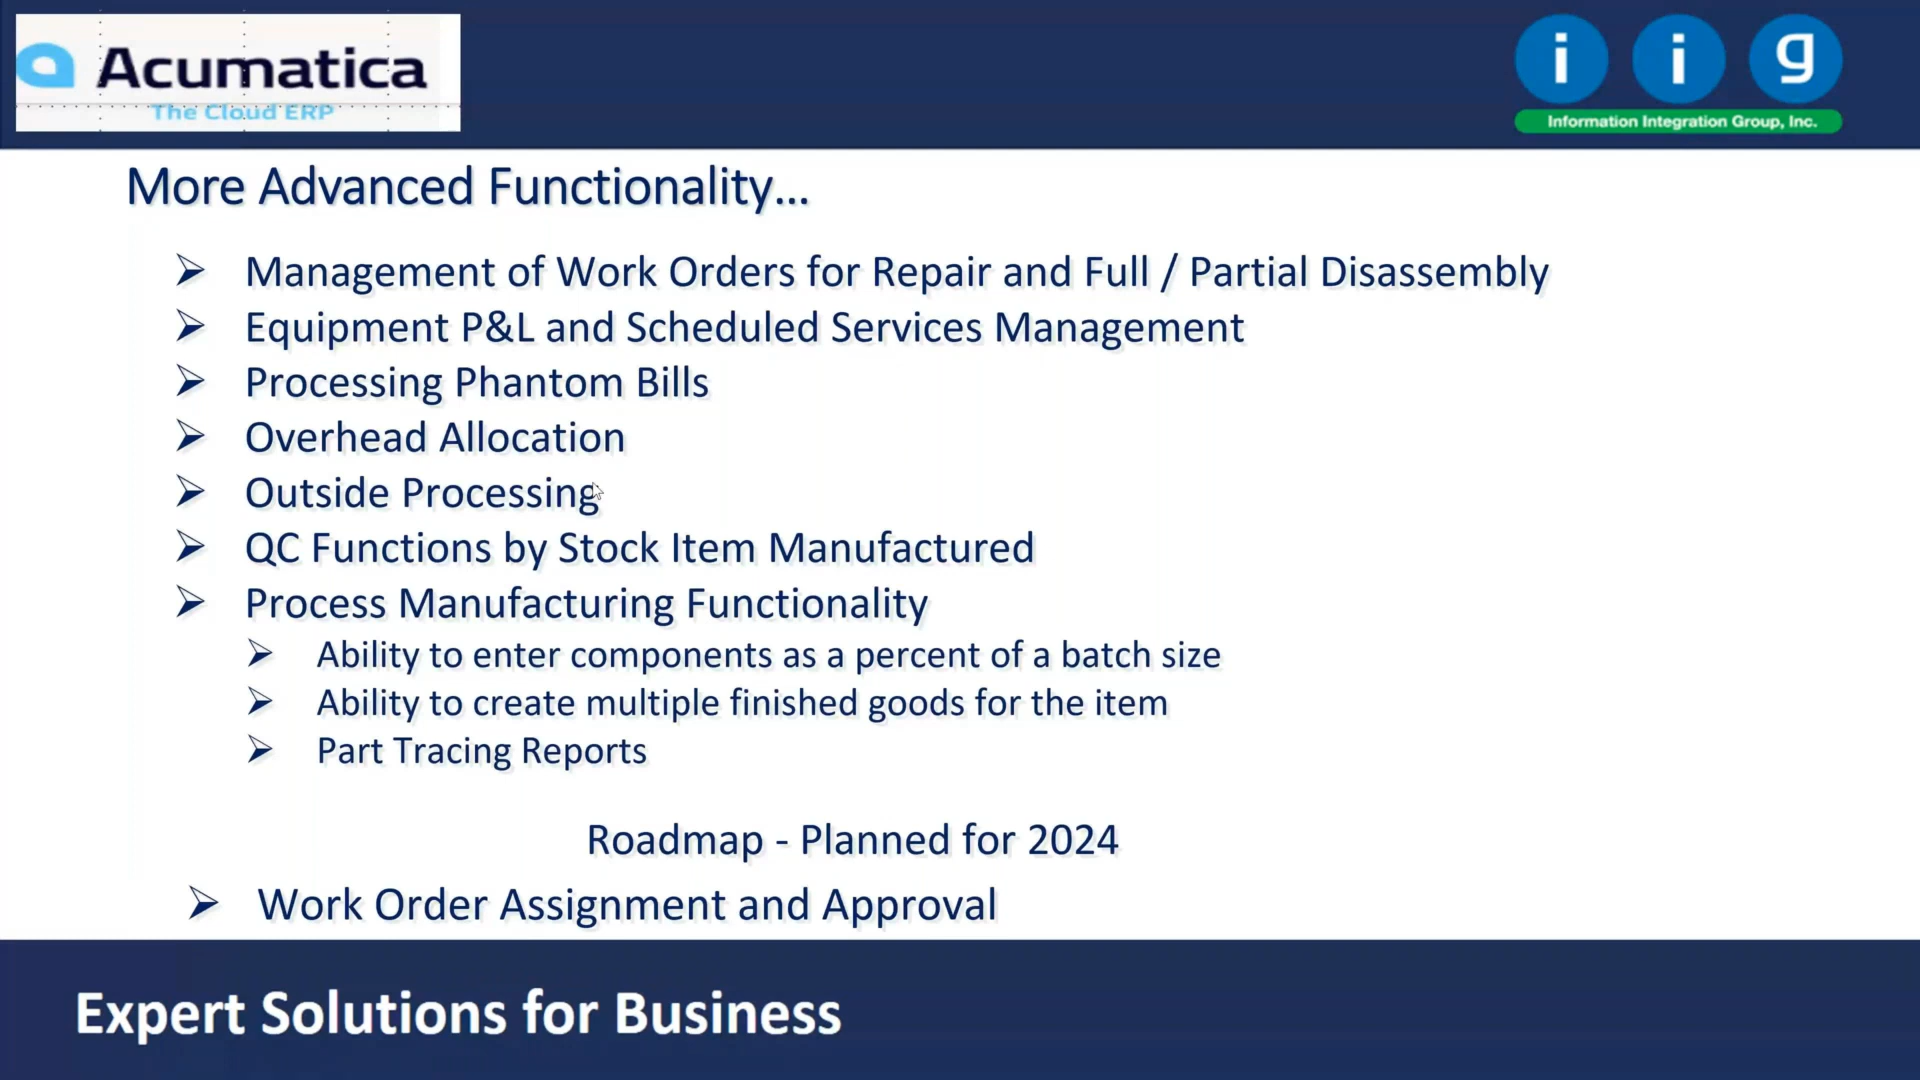 Acumatica
The Cloud ERP
i i g
Information Integration Group, Inc.
More Advanced Functionality...
Management of Work Orders for Repair and Full / Partial Disassembly
Equipment P&L and Scheduled Services Management
Processing Phantom Bills
Overhead Allocation
Outside Processing
QC Functions by Stock Item Manufactured
Process Manufacturing Functionality
Ability to enter components as a percent of a batch size
Ability to create multiple finished goods for the item
Part Tracing Reports
Roadmap - Planned for 2024
Work Order Assignment and Approval
Expert Solutions for Business